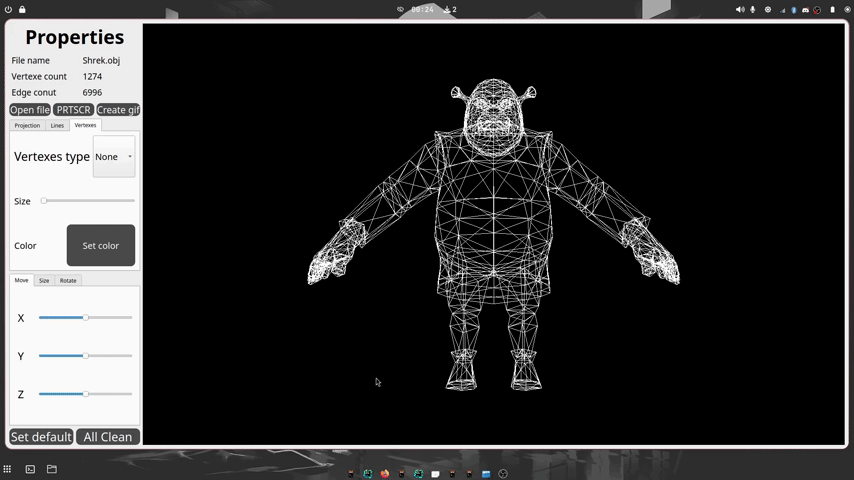 00:24
2
Properties
File name Shrek.obj
Vertexe count 1274
Edge conut 6996
Open file PRTSCR Create gif
Projection Lines Vertexes
Vertexes type None
Size
Color Set color
Move Size Rotate
X
Y
Z
Set default All Clean